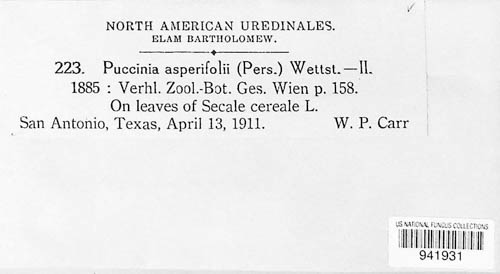 NORTH AMERICAN UREDINALES.
ELAM BARTHOLOMEW.
223. Puccinia asperifolii (Pers.) Wettst.—II.
1885 : Verhl. Zool.-Bot. Ges. Wien p. 158.
On leaves of Secale cereale L.
San Antonio, Texas, April 13, 1911. W. P. Carr
US NATIONAL FUNGUS COLLECTIONS
941931